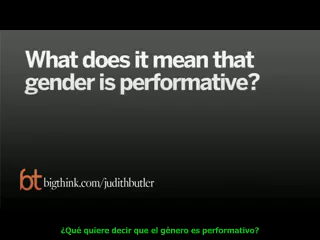 What does it mean that
gender is performative?
bt bigthink.com/judithbutler
¿Qué quiere decir que el género es performativo?